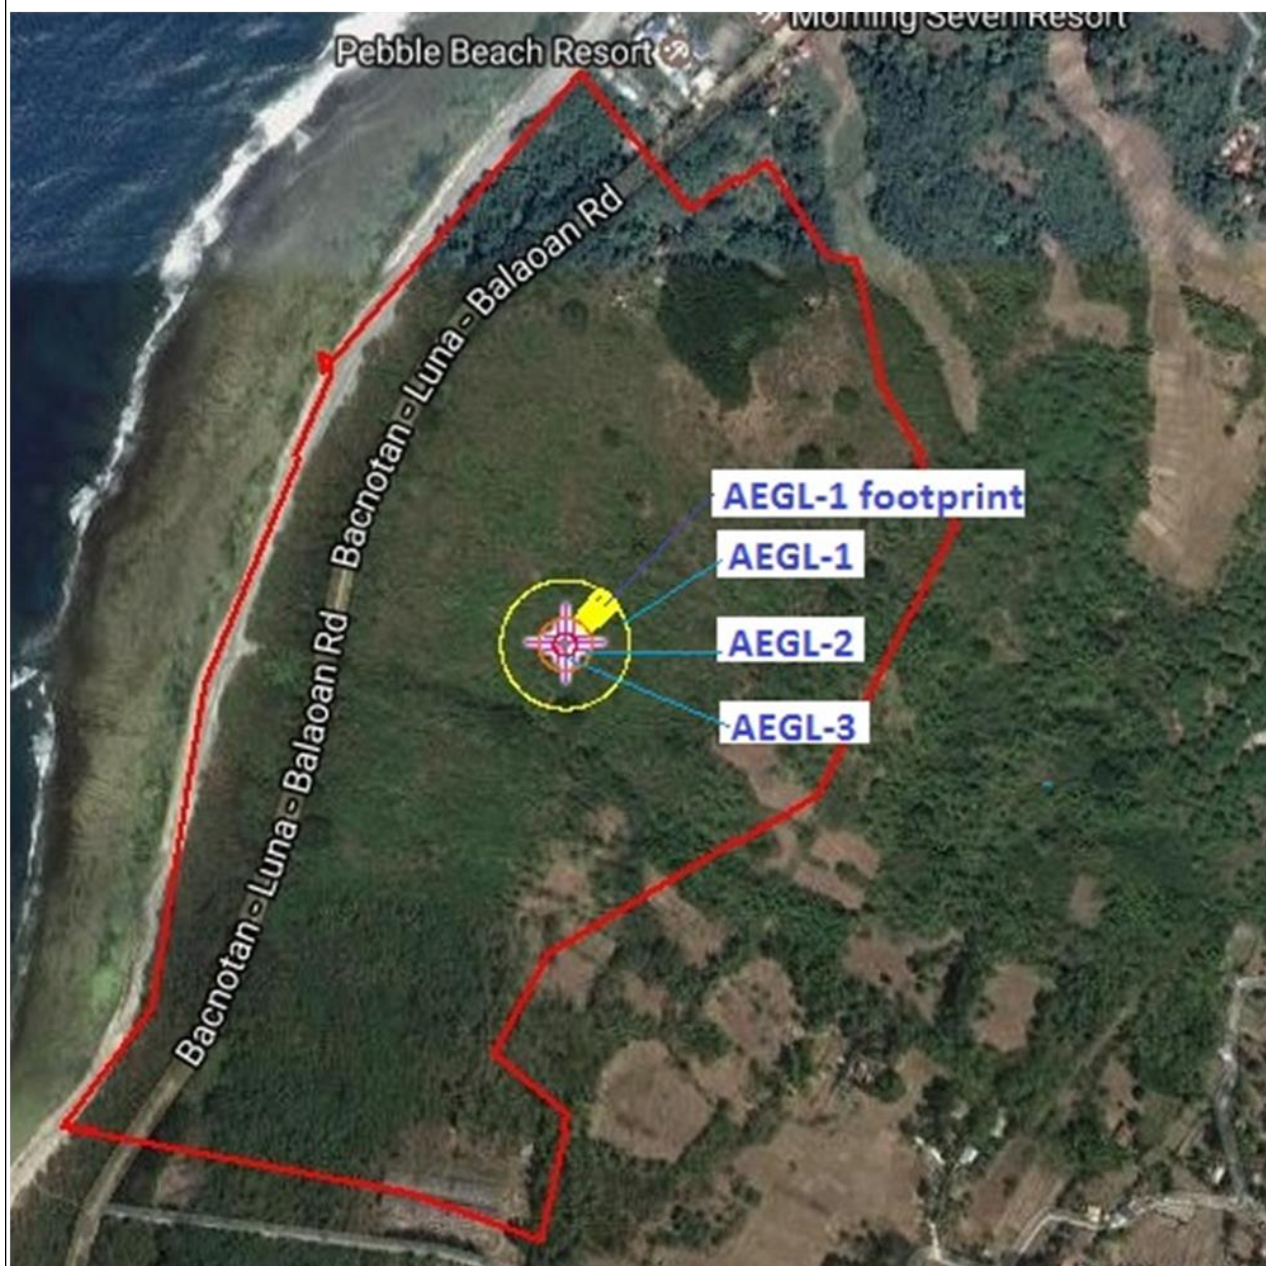 Morning Seven Resort
Pebble Beach Resort
Bacnotan - Luna - Balaoan Rd
AEGL-1 footprint
AEGL-1
AEGL-2
AEGL-3
Bacnotan - Luna - Balaoan Rd